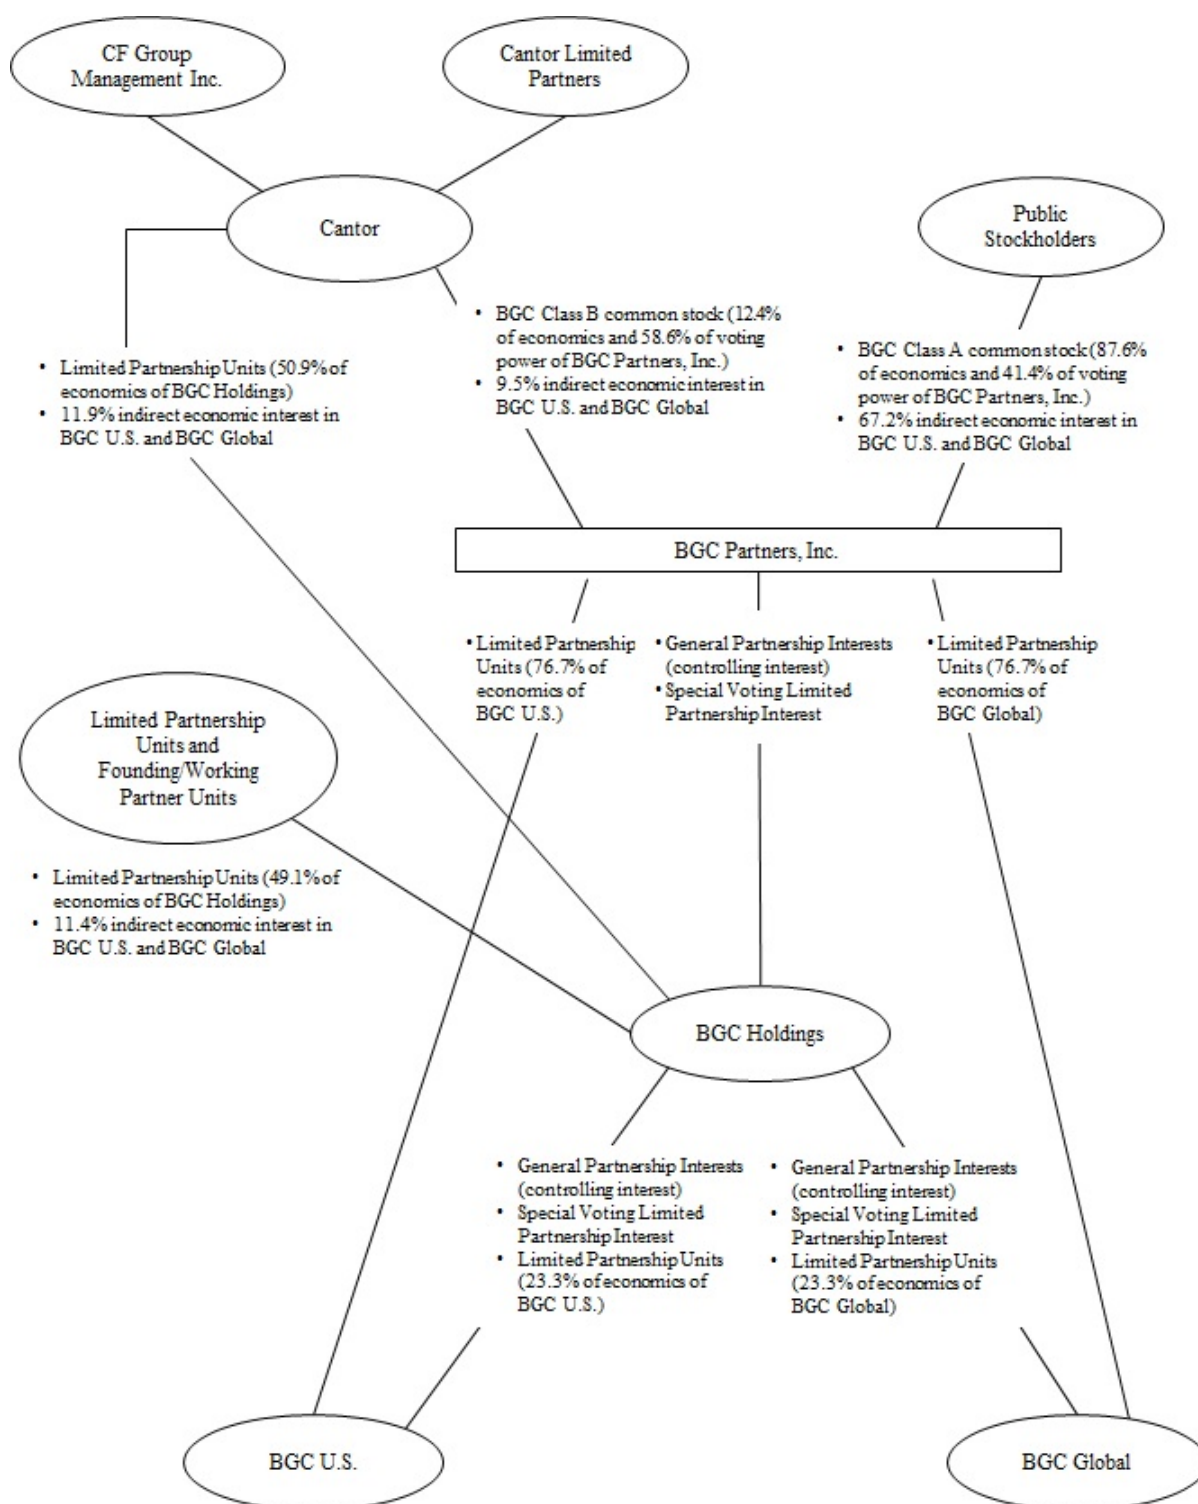 CF Group
Management Inc.
Cantor Limited
Partners
Cantor
Public
Stockholders
• Limited Partnership Units (50.9% of
economics of BGC Holdings)
• 11.9% indirect economic interest in
BGC U.S. and BGC Global
• BGC Class B common stock (12.4%
of economics and 58.6% of voting
power of BGC Partners, Inc.)
• 9.5% indirect economic interest in
BGC U.S. and BGC Global
• BGC Class A common stock (87.6%
of economics and 41.4% of voting
power of BGC Partners, Inc.)
• 67.2% indirect economic interest in
BGC U.S. and BGC Global
BGC Partners, Inc.
• Limited Partnership
Units (76.7% of
economics of
BGC U.S.)
• General Partnership Interests
(controlling interest)
• Special Voting Limited
Partnership Interest
• Limited Partnership
Units (76.7% of
economics of
BGC Global)
Limited Partnership
Units and
Founding/Working
Partner Units
• Limited Partnership Units (49.1% of
economics of BGC Holdings)
• 11.4% indirect economic interest in
BGC U.S. and BGC Global
BGC Holdings
• General Partnership Interests
(controlling interest)
• Special Voting Limited
Partnership Interest
• Limited Partnership Units
(23.3% of economics of
BGC U.S.)
• General Partnership Interests
(controlling interest)
• Special Voting Limited
Partnership Interest
• Limited Partnership Units
(23.3% of economics of
BGC Global)
BGC U.S.
BGC Global